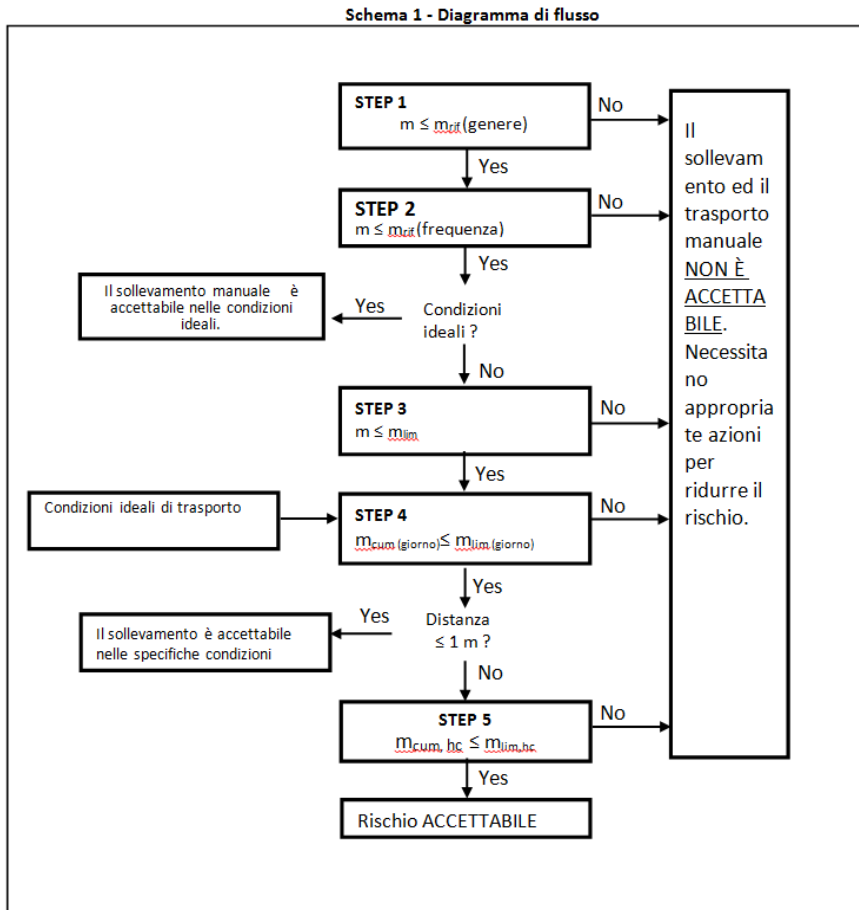 Schema 1 - Diagramma di flusso
STEP 1
m ≤ mrif(genere)
No
Yes
STEP 2
m ≤ mrif(frequenza)
No
Yes
Il sollevamento manuale è
accettabile nelle condizioni
ideali.
Yes
Condizioni
ideali ?
No
STEP 3
m ≤ mlim
No
Yes
Condizioni ideali di trasporto
STEP 4
mcum (giorno) ≤ mlim (giorno)
No
Yes
Il sollevamento è accettabile
nelle specifiche condizioni
Yes
Distanza
≤ 1 m ?
No
STEP 5
mcum, hc ≤ mlim,hc
No
Yes
Rischio ACCETTABILE
Il
sollevam
ento ed il
trasporto
manuale
NON È
ACCETTA
BILE.
Necessita
no
appropria
te azioni
per
ridurre il
rischio.